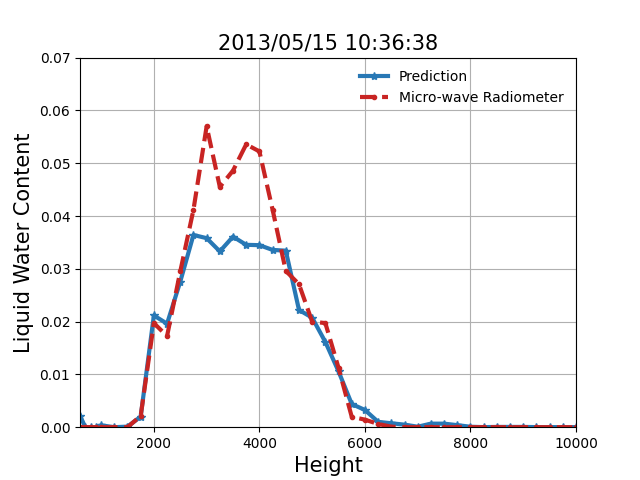 2013/05/15 10:36:38
0.07
0.06
0.05
0.04
0.03
0.02
0.01
0.00
Liquid Water Content
Prediction
Micro-wave Radiometer
2000 4000 6000 8000 10000
Height